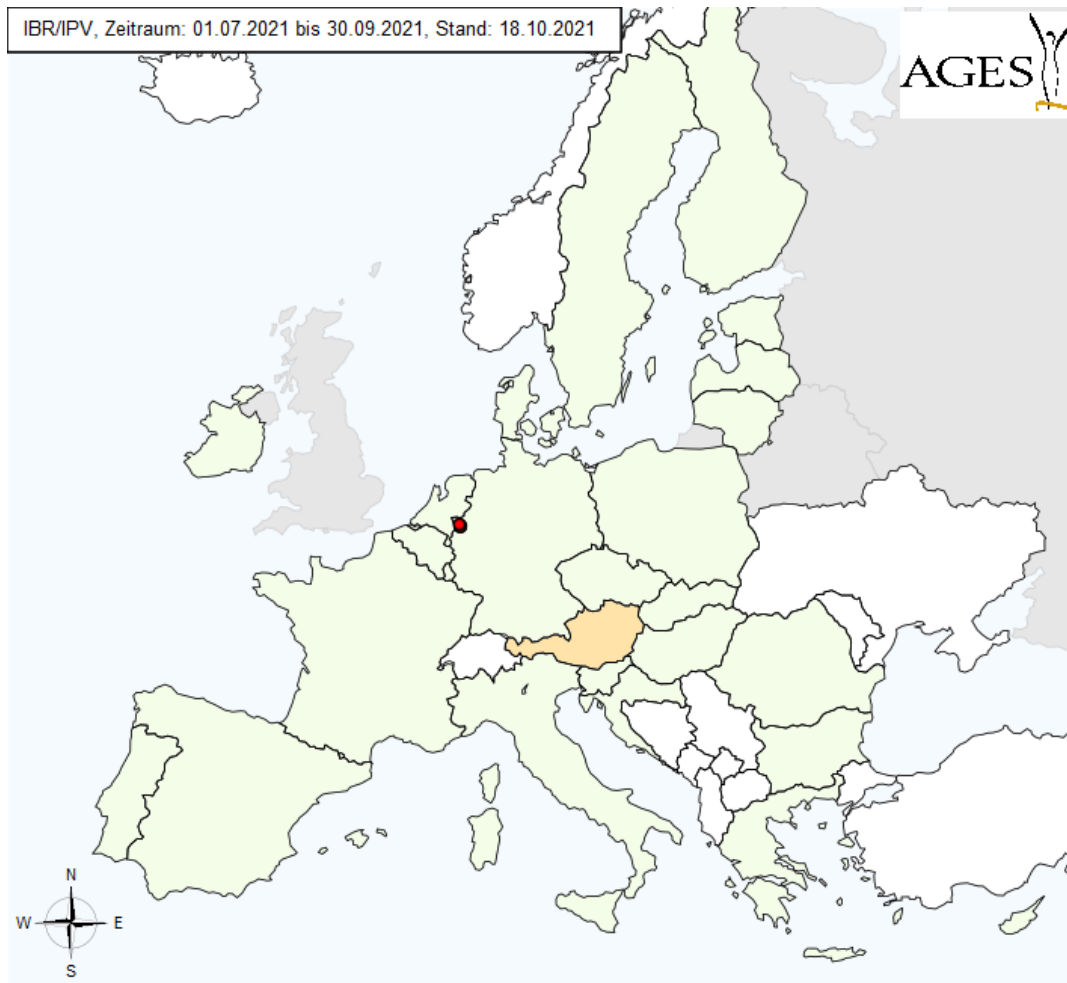 IBR/IPV, Zeitraum: 01.07.2021 bis 30.09.2021, Stand: 18.10.2021
AGES
N
W E
S